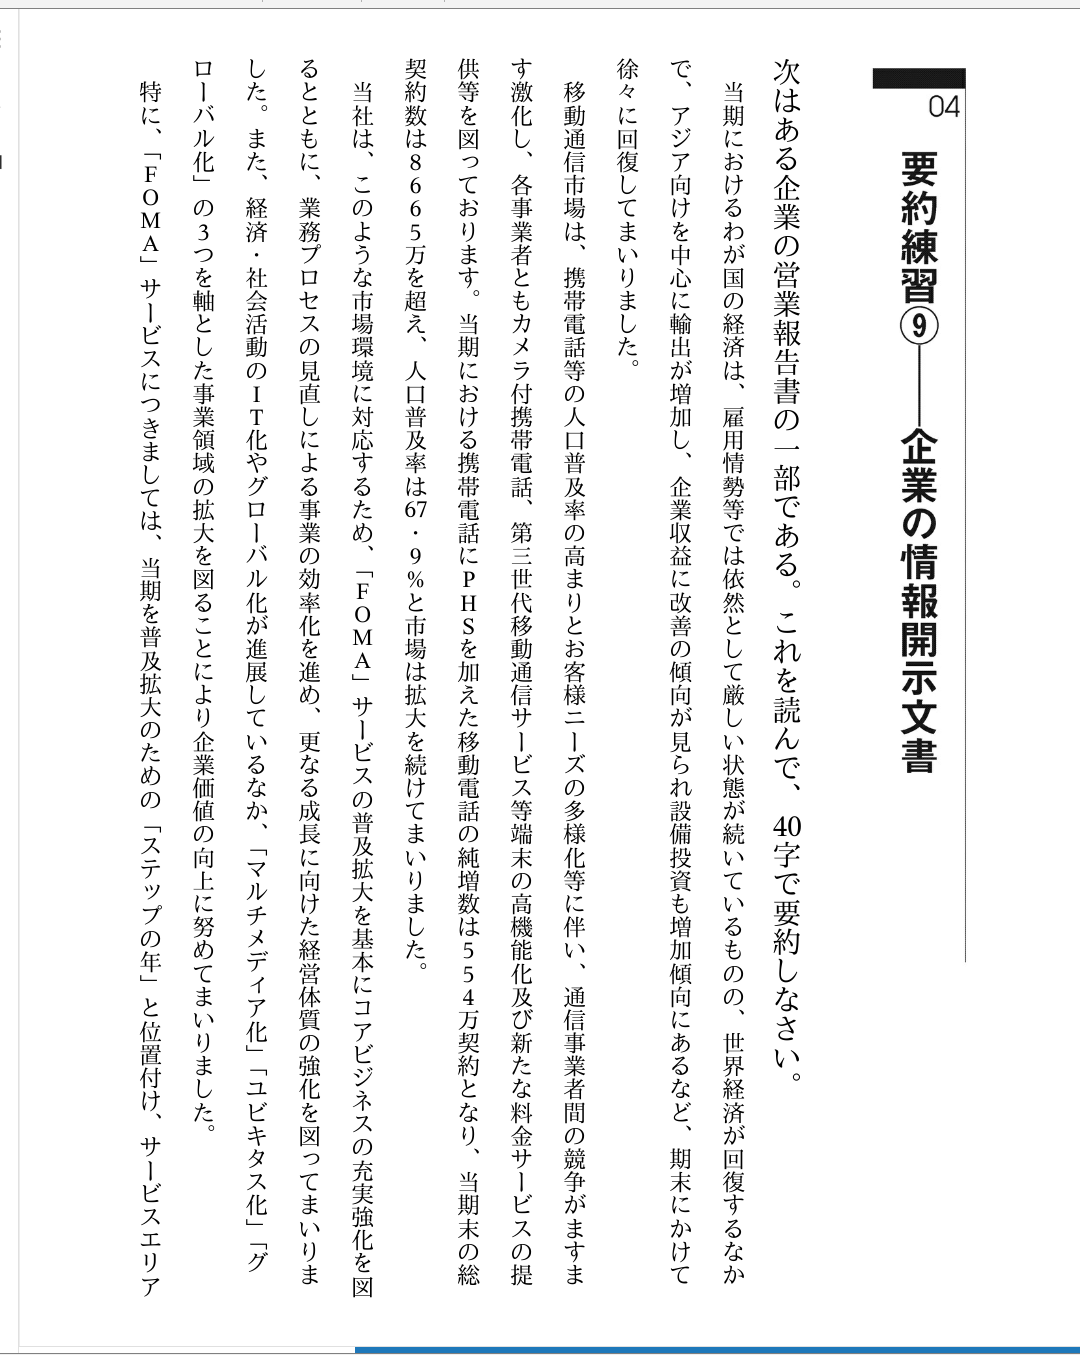 04
要約練習⑨――企業の情報開示文書
次はある企業の営業報告書の一部である。これを読んで、40字で要約しなさい。
当期におけるわが国の経済は、雇用情勢等では依然として厳しい状態が続いているものの、世界経済が回復するなか
で、アジア向けを中心に輸出が増加し、企業収益に改善の傾向が見られ設備投資も増加傾向にあるなど、期末にかけて
徐々に回復してまいりました。
移動通信市場は、携帯電話等の人口普及率の高まりとお客様ニーズの多様化等に伴い、通信事業者間の競争がますま
す激化し、各事業者ともカメラ付携帯電話、第三世代移動通信サービス等端末の高機能化及び新たな料金サービスの提
供等を図っております。当期における携帯電話にPHSを加えた移動電話の純増数は554万契約となり、当期末の総
契約数は8665万を超え、人口普及率は67・9%と市場は拡大を続けてまいりました。
当社は、このような市場環境に対応するため、「FOMA」サービスの普及拡大を基本にコアビジネスの充実強化を図
るとともに、業務プロセスの見直しによる事業の効率化を進め、更なる成長に向けた経営体質の強化を図ってまいりま
した。また、経済・社会活動のIT化やグローバル化が進展しているなか、「マルチメディア化」「ユビキタス化」「グ
ローバル化」の3つを軸とした事業領域の拡大を図ることにより企業価値の向上に努めてまいりました。
特に、「FOMA」サービスにつきましては、当期を普及拡大のための「ステップの年」と位置付け、サービスエリア